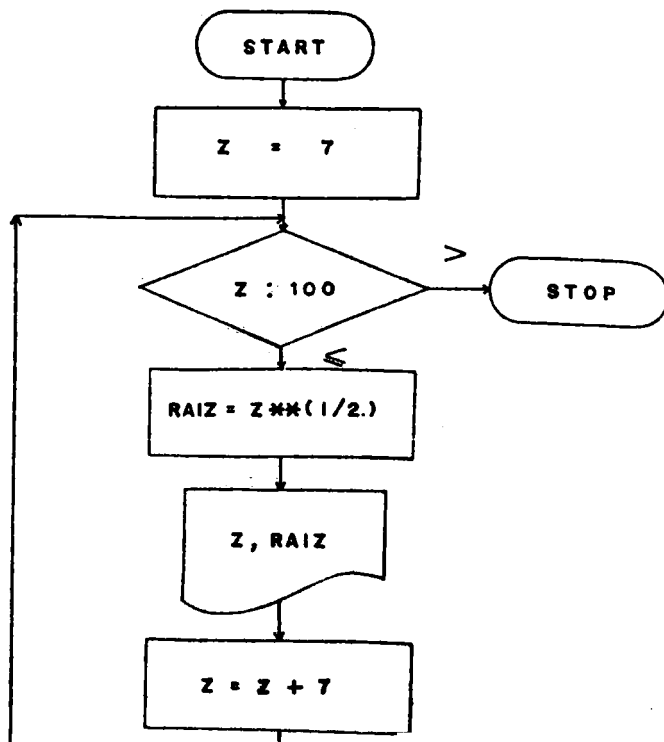 START
Z = 7
Z : 100
>
STOP
≤
RAIZ = Z**(1/2.)
Z, RAIZ
Z = Z + 7